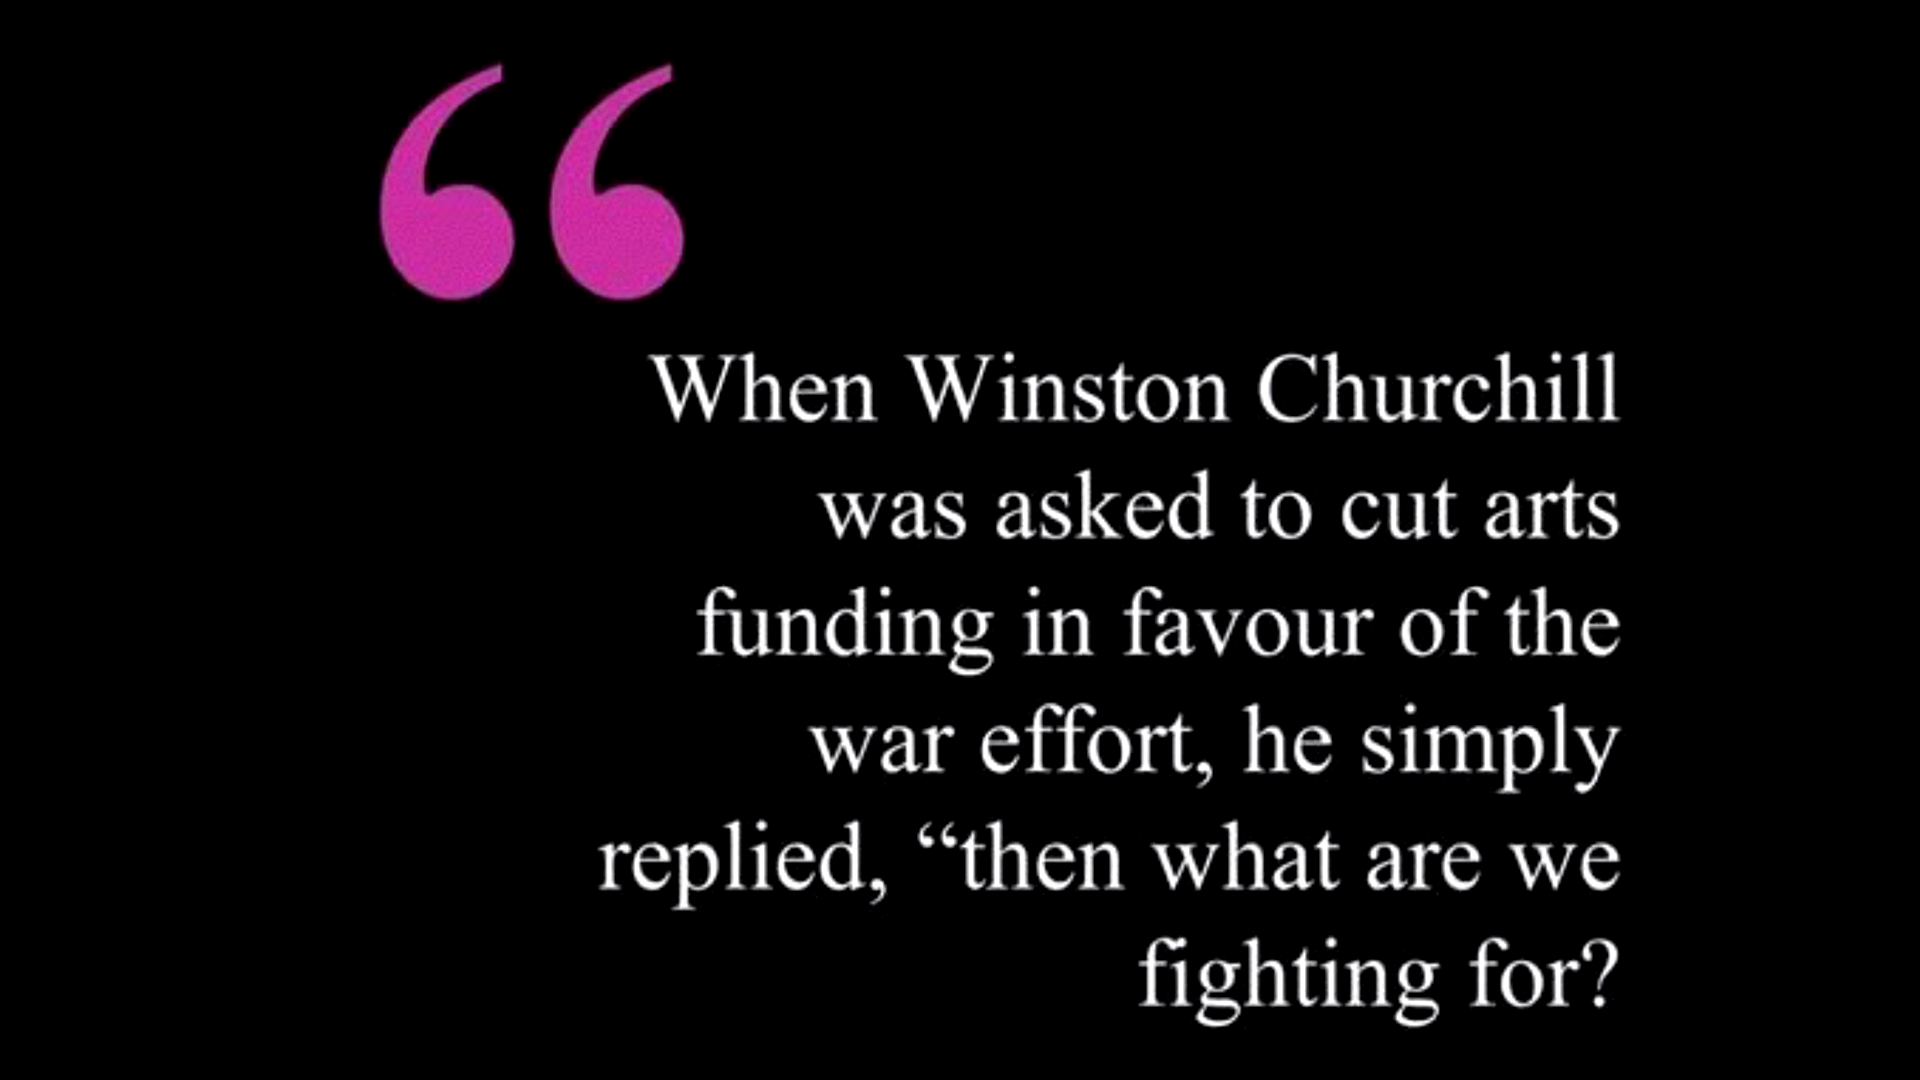 “
When Winston Churchill
was asked to cut arts
funding in favour of the
war effort, he simply
replied, “then what are we
fighting for?